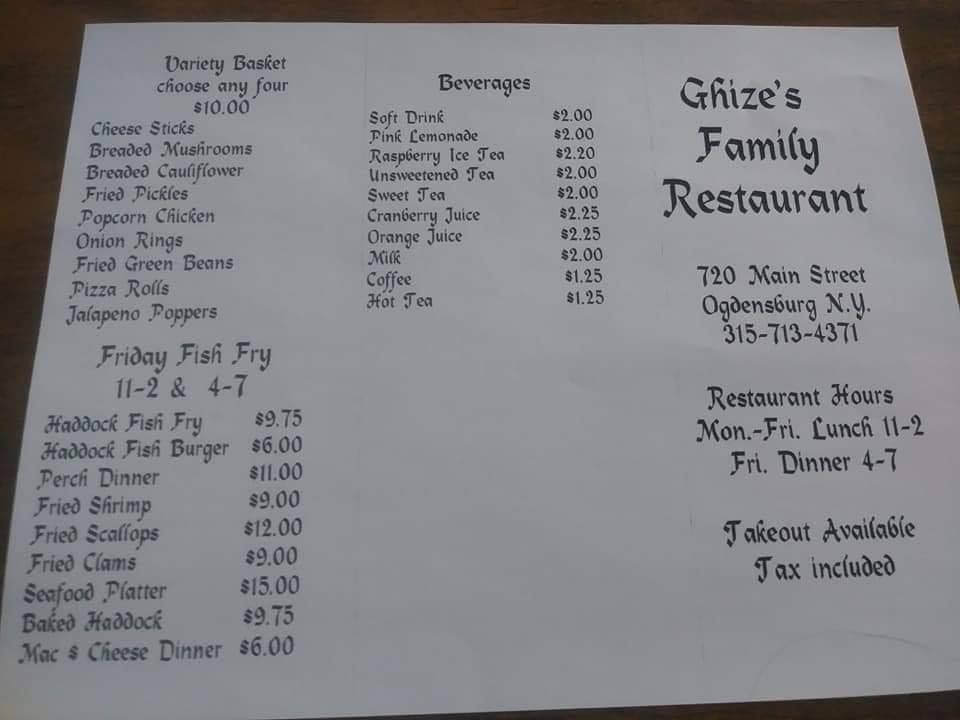 Variety Basket
choose any four
$10.00
Cheese Sticks
Breaded Mushrooms
Breaded Cauliflower
Fried Pickles
Popcorn Chicken
Onion Rings
Fried Green Beans
Pizza Rolls
Jalapeno Poppers
Friday Fish Fry
11-2 & 4-7
Haddock Fish Fry $9.75
Haddock Fish Burger $6.00
Perch Dinner $11.00
Fried Shrimp $9.00
Fried Scallops $12.00
Fried Clams $9.00
Seafood Platter $15.00
Baked Haddock $9.75
Mac $ Cheese Dinner $6.00
Beverages
Soft Drink $2.00
Pink Lemonade $2.00
Raspberry Ice Tea $2.20
Unsweetened Tea $2.00
Sweet Tea $2.00
Cranberry Juice $2.25
Orange Juice $2.25
Milk $2.00
Coffee $1.25
Hot Tea $1.25
Ghize's
Family
Restaurant
720 Main Street
Ogdensburg N.Y.
315-713-4371
Restaurant Hours
Mon.-Fri. Lunch 11-2
Fri. Dinner 4-7
Takeout Available
Tax included